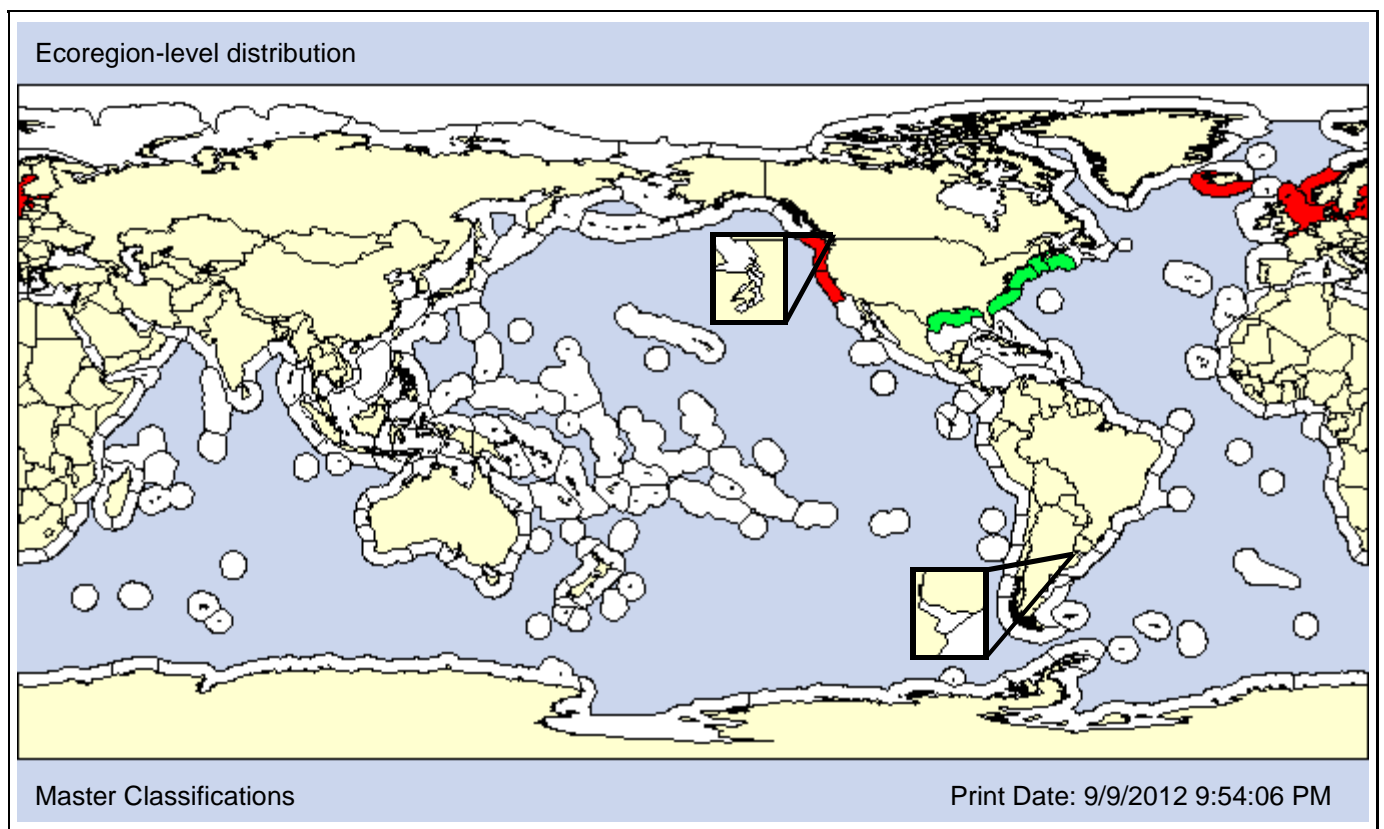 Ecoregion-level distribution
Master Classifications
Print Date: 9/9/2012 9:54:06 PM